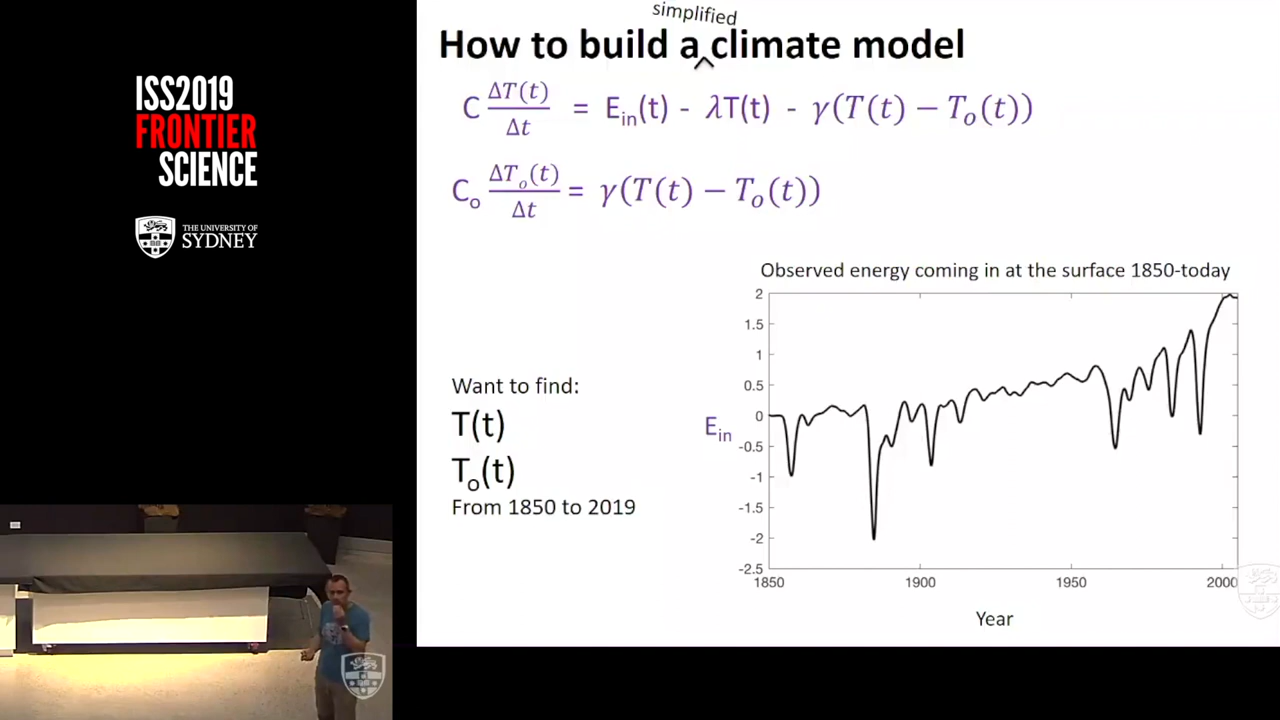 simplified
How to build a ^ climate model
ISS2019
FRONTIER
SCIENCE
THE UNIVERSITY OF
SYDNEY
C ΔT(t)/Δt = E_in(t) - λT(t) - γ(T(t) − T_o(t))
C_o ΔT_o(t)/Δt = γ(T(t) − T_o(t))
Want to find:
T(t)
T_o(t)
From 1850 to 2019
Observed energy coming in at the surface 1850-today
2
1.5
1
0.5
0
-0.5
-1
-1.5
-2
-2.5
E_in
1850 1900 1950 2000
Year